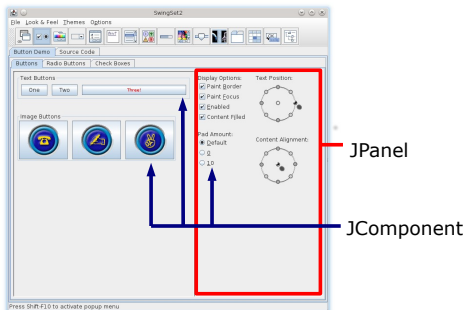 SwingSet2
File Look & Feel Themes Options
Button Demo Source Code
Buttons Radio Buttons Check Boxes
Text Buttons
One Two Three!
Image Buttons
Display Options:
Paint Border
Paint Focus
Enabled
Content Filled
Pad Amount:
Default
0
10
Text Position:
Content Alignment:
JPanel
JComponent
Press Shift-F10 to activate popup menu